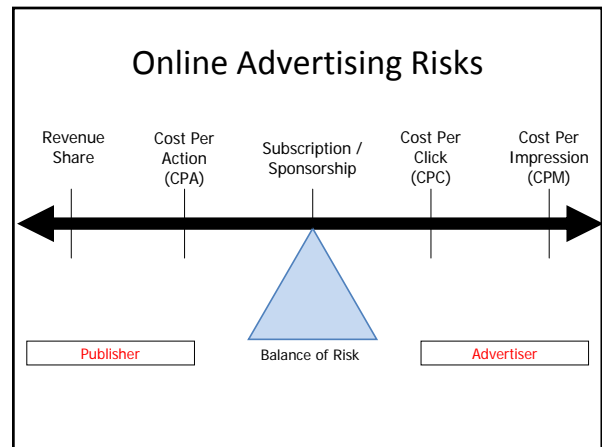 Online Advertising Risks
Revenue
Share
Cost Per
Action
(CPA)
Subscription /
Sponsorship
Cost Per
Click
(CPC)
Cost Per
Impression
(CPM)
Publisher
Balance of Risk
Advertiser